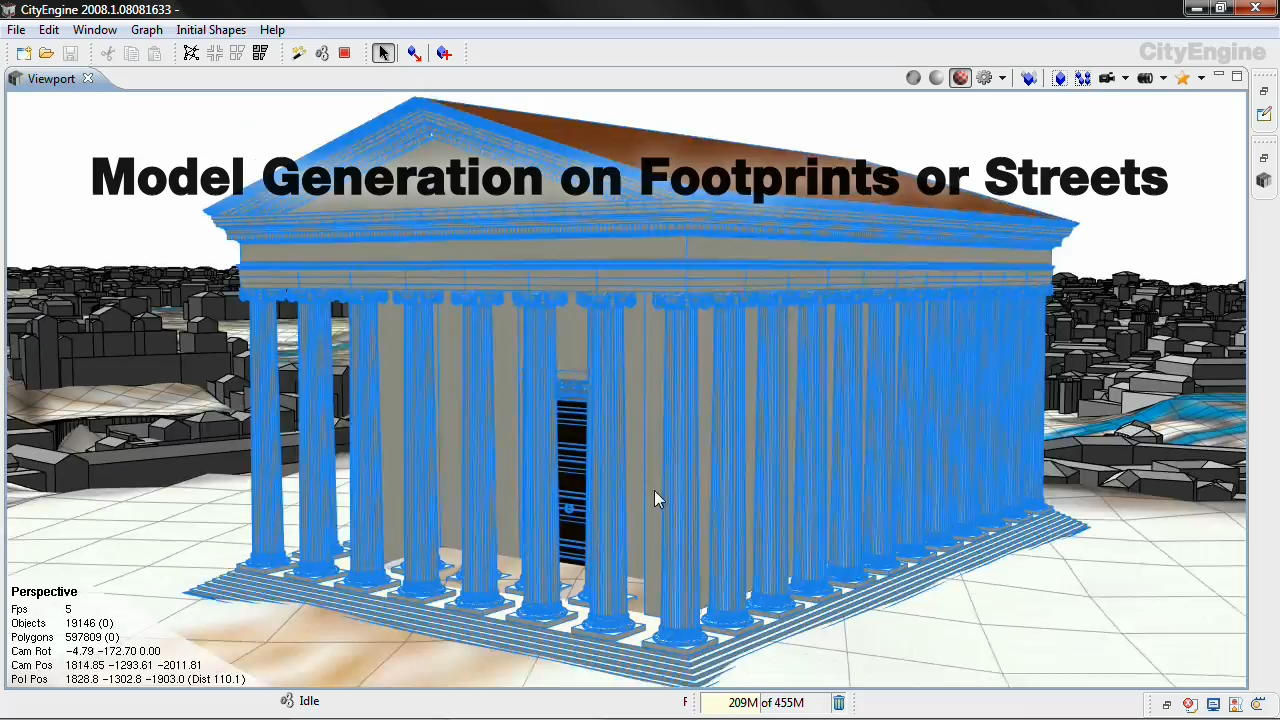 CityEngine 2008.1.08081633 -
File Edit Window Graph Initial Shapes Help
CityEngine
Viewport
Model Generation on Footprints or Streets
Perspective
Fps 5
Objects 19146 (0)
Polygons 597809 (0)
Cam Rot -4.79 -172.70 0.00
Cam Pos 1814.85 -1293.61 -2011.81
PoI Pos 1828.8 -1302.8 -1903.0 (Dist 110.1)
Idle F 209M of 455M